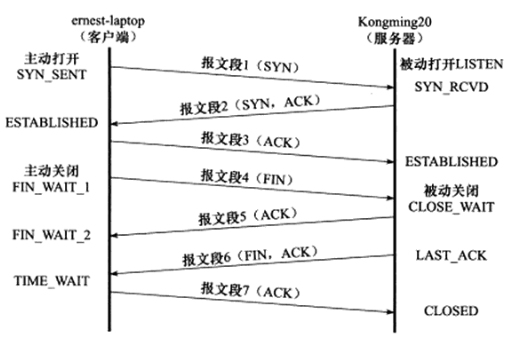 ernest-laptop
（客户端）
Kongming20
（服务器）
主动打开
SYN_SENT
报文段1（SYN）
被动打开LISTEN
SYN_RCVD
报文段2（SYN，ACK）
ESTABLISHED
报文段3（ACK）
ESTABLISHED
主动关闭
FIN_WAIT_1
报文段4（FIN）
被动关闭
CLOSE_WAIT
报文段5（ACK）
FIN_WAIT_2
报文段6（FIN，ACK）
LAST_ACK
TIME_WAIT
报文段7（ACK）
CLOSED